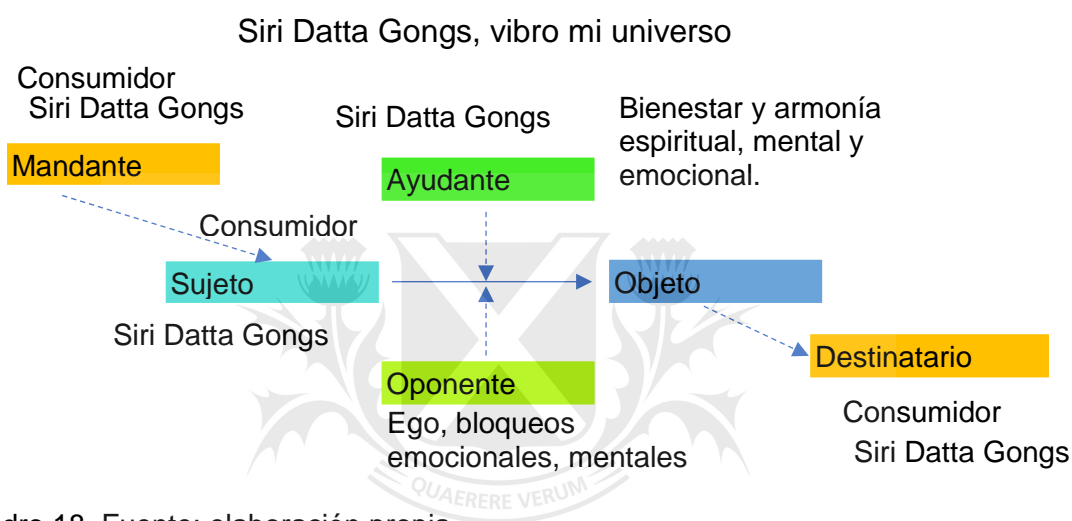 Siri Datta Gongs, vibro mi universo
Consumidor
Siri Datta Gongs
Mandante
Siri Datta Gongs
Ayudante
Bienestar y armonía
espiritual, mental y
emocional.
Consumidor
Sujeto
Siri Datta Gongs
Objeto
Oponente
Ego, bloqueos
emocionales, mentales
Destinatario
Consumidor
Siri Datta Gongs
QUAERERE VERUM
18. Fuente: elaboración propia